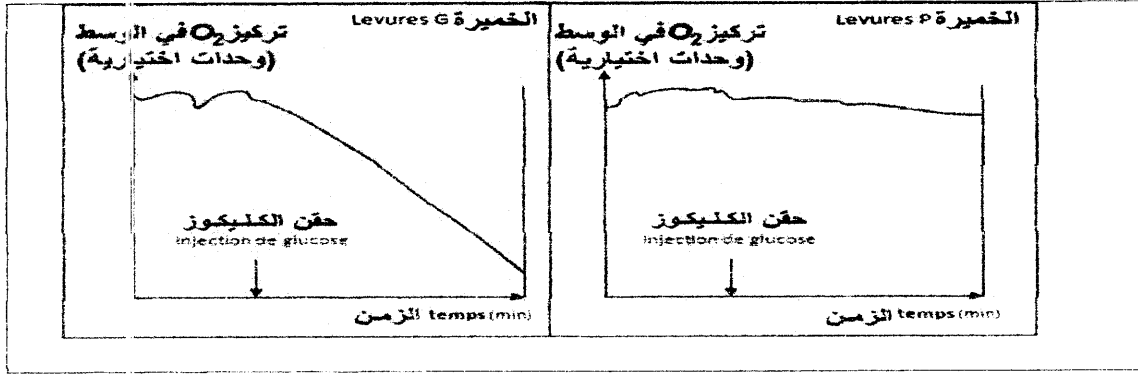 الخميرة Levures G
تركيز O₂ في الوسط
(وحدات اختيارية)
حقن الكليكوز
Injection de glucose
الزمن temps (min)
الخميرة Levures P
تركيز O₂ في الوسط
(وحدات اختيارية)
حقن الكليكوز
Injection de glucose
الزمن temps (min)